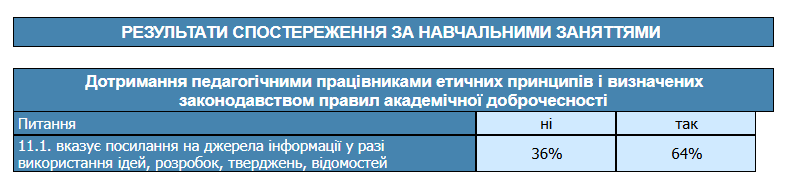 РЕЗУЛЬТАТИ СПОСТЕРЕЖЕННЯ ЗА НАВЧАЛЬНИМИ ЗАНЯТТЯМИ
Дотримання педагогічними працівниками етичних принципів і визначених
законодавством правил академічної доброчесності
Питання ні так
11.1. вказує посилання на джерела інформації у разі
використання ідей, розробок, тверджень, відомостей 36% 64%